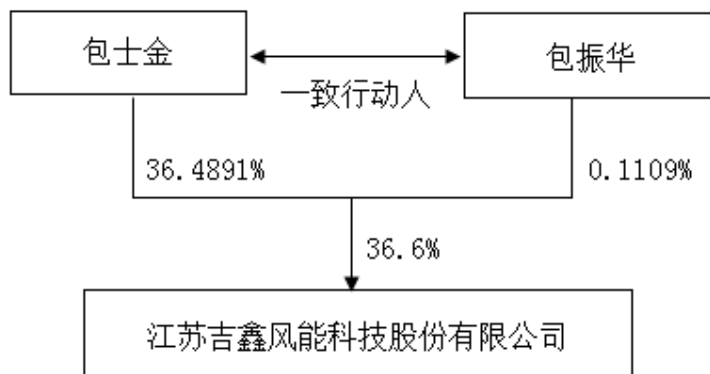 包士金
包振华
一致行动人
36.4891%
0.1109%
36.6%
江苏吉鑫风能科技股份有限公司